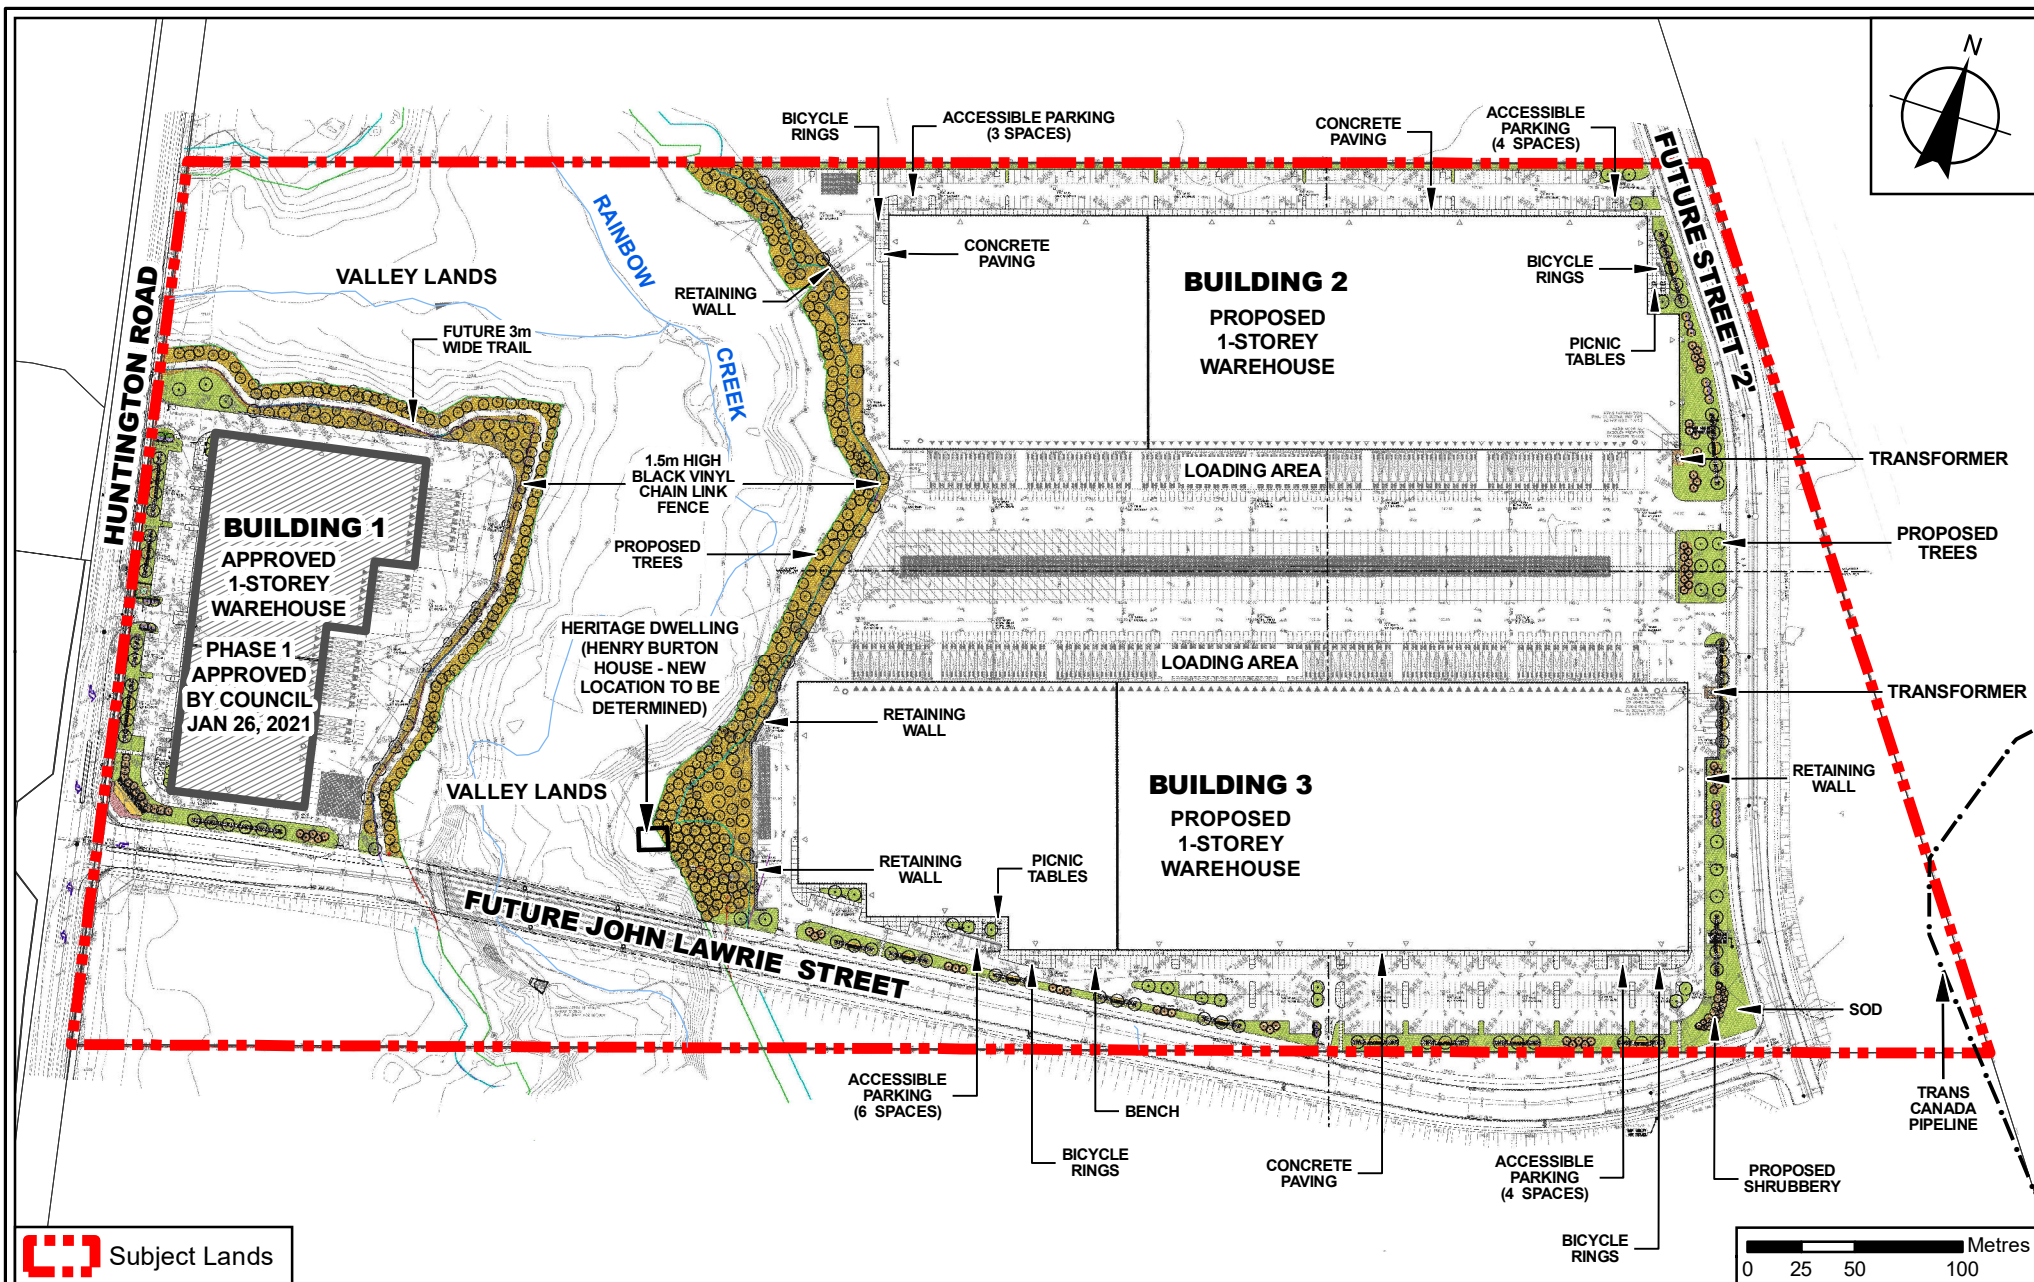 N
BICYCLE
RINGS
ACCESSIBLE PARKING
(3 SPACES)
CONCRETE
PAVING
ACCESSIBLE
PARKING
(4 SPACES)
FUTURE STREET '2'
RAINBOW
CREEK
VALLEY LANDS
HUNTINGTON ROAD
CONCRETE
PAVING
RETAINING
WALL
BUILDING 2
PROPOSED
1-STOREY
WAREHOUSE
BICYCLE
RINGS
PICNIC
TABLES
FUTURE 3m
WIDE TRAIL
1.5m HIGH
BLACK VINYL
CHAIN LINK
FENCE
LOADING AREA
TRANSFORMER
BUILDING 1
APPROVED
1-STOREY
WAREHOUSE
PHASE 1
APPROVED
BY COUNCIL
JAN 26, 2021
PROPOSED
TREES
PROPOSED
TREES
HERITAGE DWELLING
(HENRY BURTON
HOUSE - NEW
LOCATION TO BE
DETERMINED)
LOADING AREA
TRANSFORMER
RETAINING
WALL
BUILDING 3
PROPOSED
1-STOREY
WAREHOUSE
RETAINING
WALL
VALLEY LANDS
RETAINING
WALL
PICNIC
TABLES
FUTURE JOHN LAWRIE STREET
SOD
ACCESSIBLE
PARKING
(6 SPACES)
BENCH
BICYCLE
RINGS
CONCRETE
PAVING
ACCESSIBLE
PARKING
(4 SPACES)
PROPOSED
SHRUBBERY
TRANS
CANADA
PIPELINE
BICYCLE
RINGS
Subject Lands
Metres
0 25 50 100